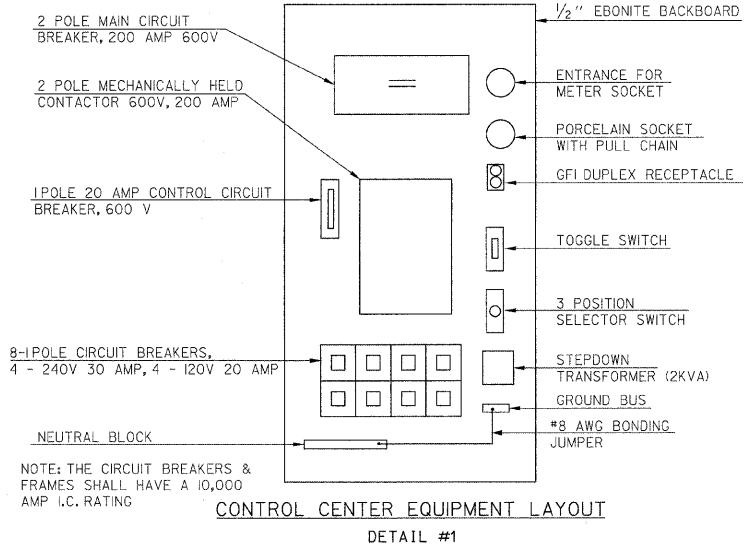 2 POLE MAIN CIRCUIT
BREAKER, 200 AMP 600V
2 POLE MECHANICALLY HELD
CONTACTOR 600V, 200 AMP
1 POLE 20 AMP CONTROL CIRCUIT
BREAKER, 600 V
8-1 POLE CIRCUIT BREAKERS,
4 - 240V 30 AMP, 4 - 120V 20 AMP
NEUTRAL BLOCK
NOTE: THE CIRCUIT BREAKERS &
FRAMES SHALL HAVE A 10,000
AMP I.C. RATING
1/2" EBONITE BACKBOARD
ENTRANCE FOR
METER SOCKET
PORCELAIN SOCKET
WITH PULL CHAIN
GFI DUPLEX RECEPTACLE
TOGGLE SWITCH
3 POSITION
SELECTOR SWITCH
STEPDOWN
TRANSFORMER (2KVA)
GROUND BUS
#8 AWG BONDING
JUMPER
CONTROL CENTER EQUIPMENT LAYOUT
DETAIL #1